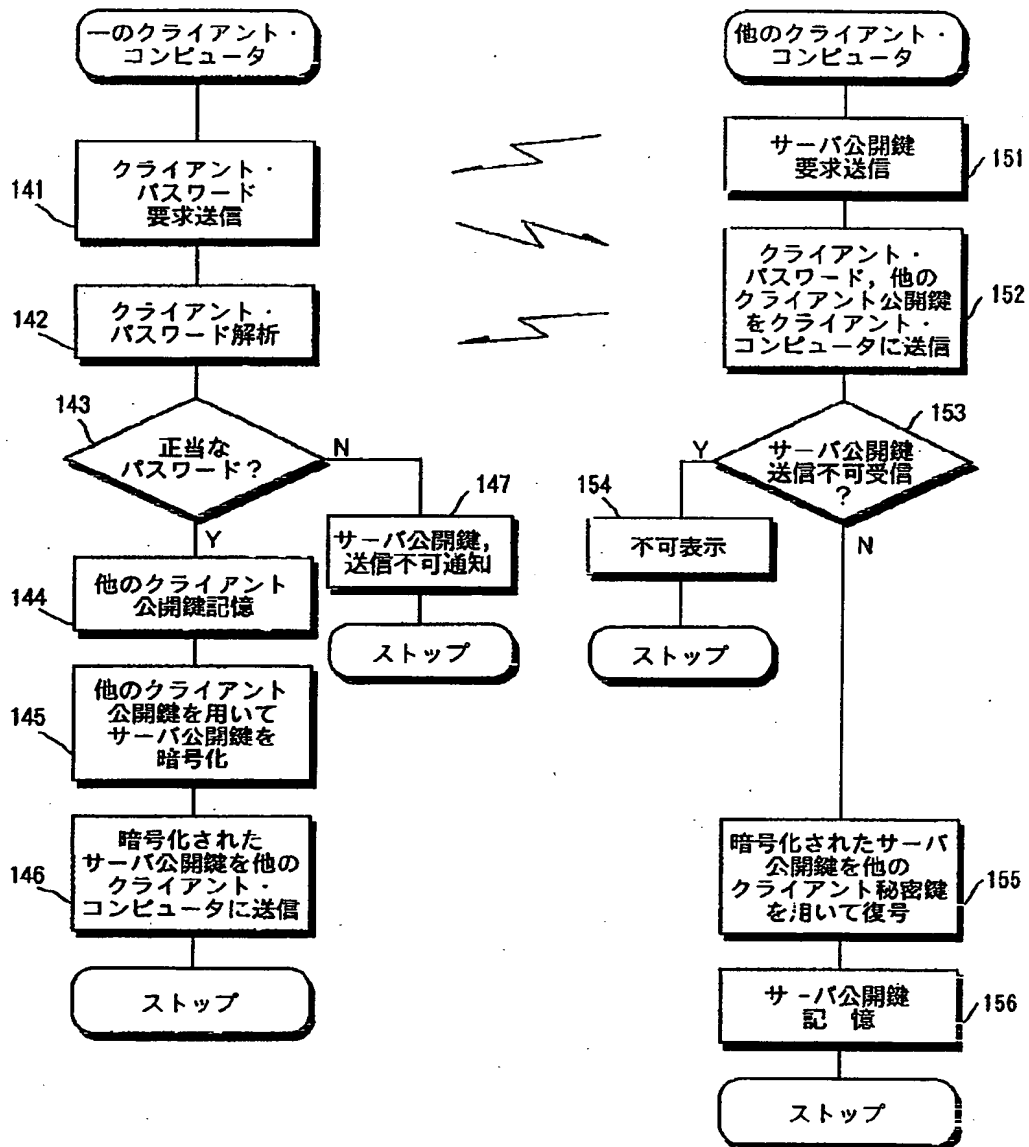 一のクライアント・
コンピュータ
141
クライアント・
パスワード
要求送信
142
クライアント・
パスワード解析
143
正当な
パスワード?
N
Y
147
サーバ公開鍵,
送信不可通知
ストップ
144
他のクライアント
公開鍵記憶
145
他のクライアント
公開鍵を用いて
サーバ公開鍵を
暗号化
146
暗号化された
サーバ公開鍵を他の
クライアント・
コンピュータに送信
ストップ
他のクライアント・
コンピュータ
サーバ公開鍵
要求送信
151
クライアント・
パスワード, 他の
クライアント公開鍵
をクライアント・
コンピュータに送信
152
153
サーバ公開鍵
送信不可受信
?
Y
N
154
不可表示
ストップ
暗号化されたサーバ
公開鍵を他の
クライアント秘密鍵
を用いて復号
155
サーバ公開鍵
記 憶
156
ストップ